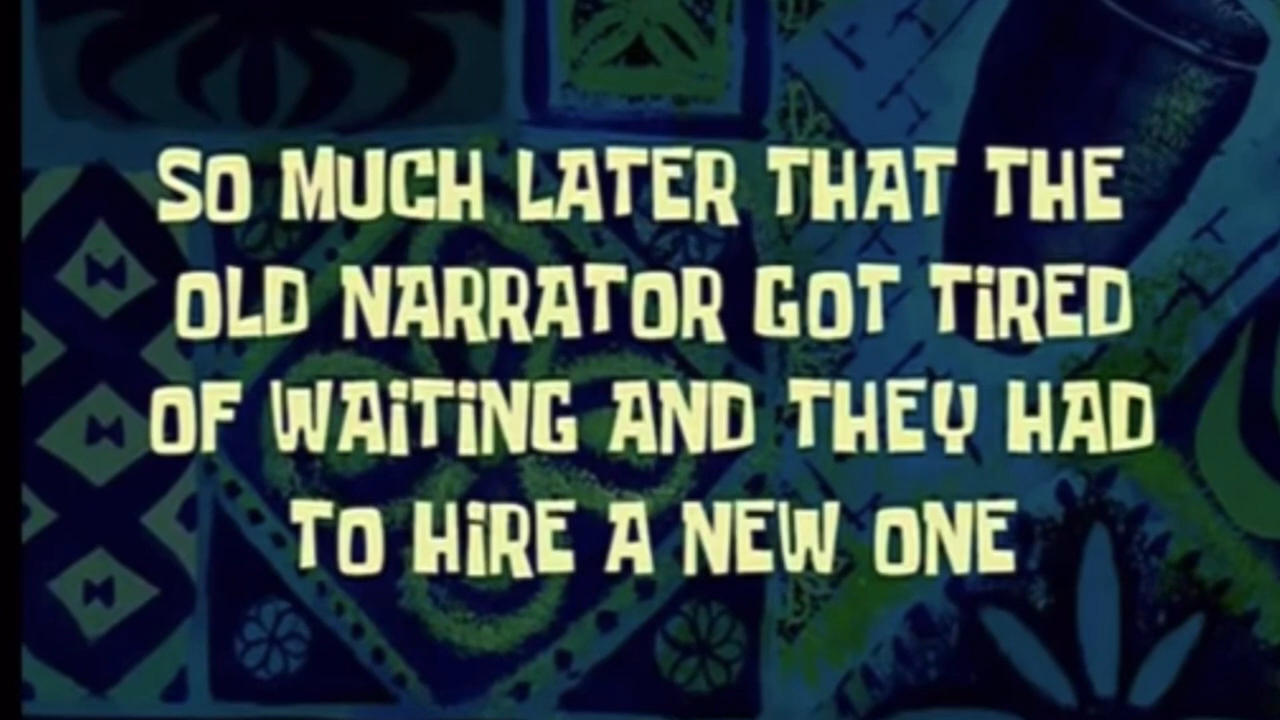 SO MUCH LATER THAT THE
OLD NARRATOR GOT TiRED
OF WAiTiNG AND THEY HAD
TO HiRE A NEW ONE